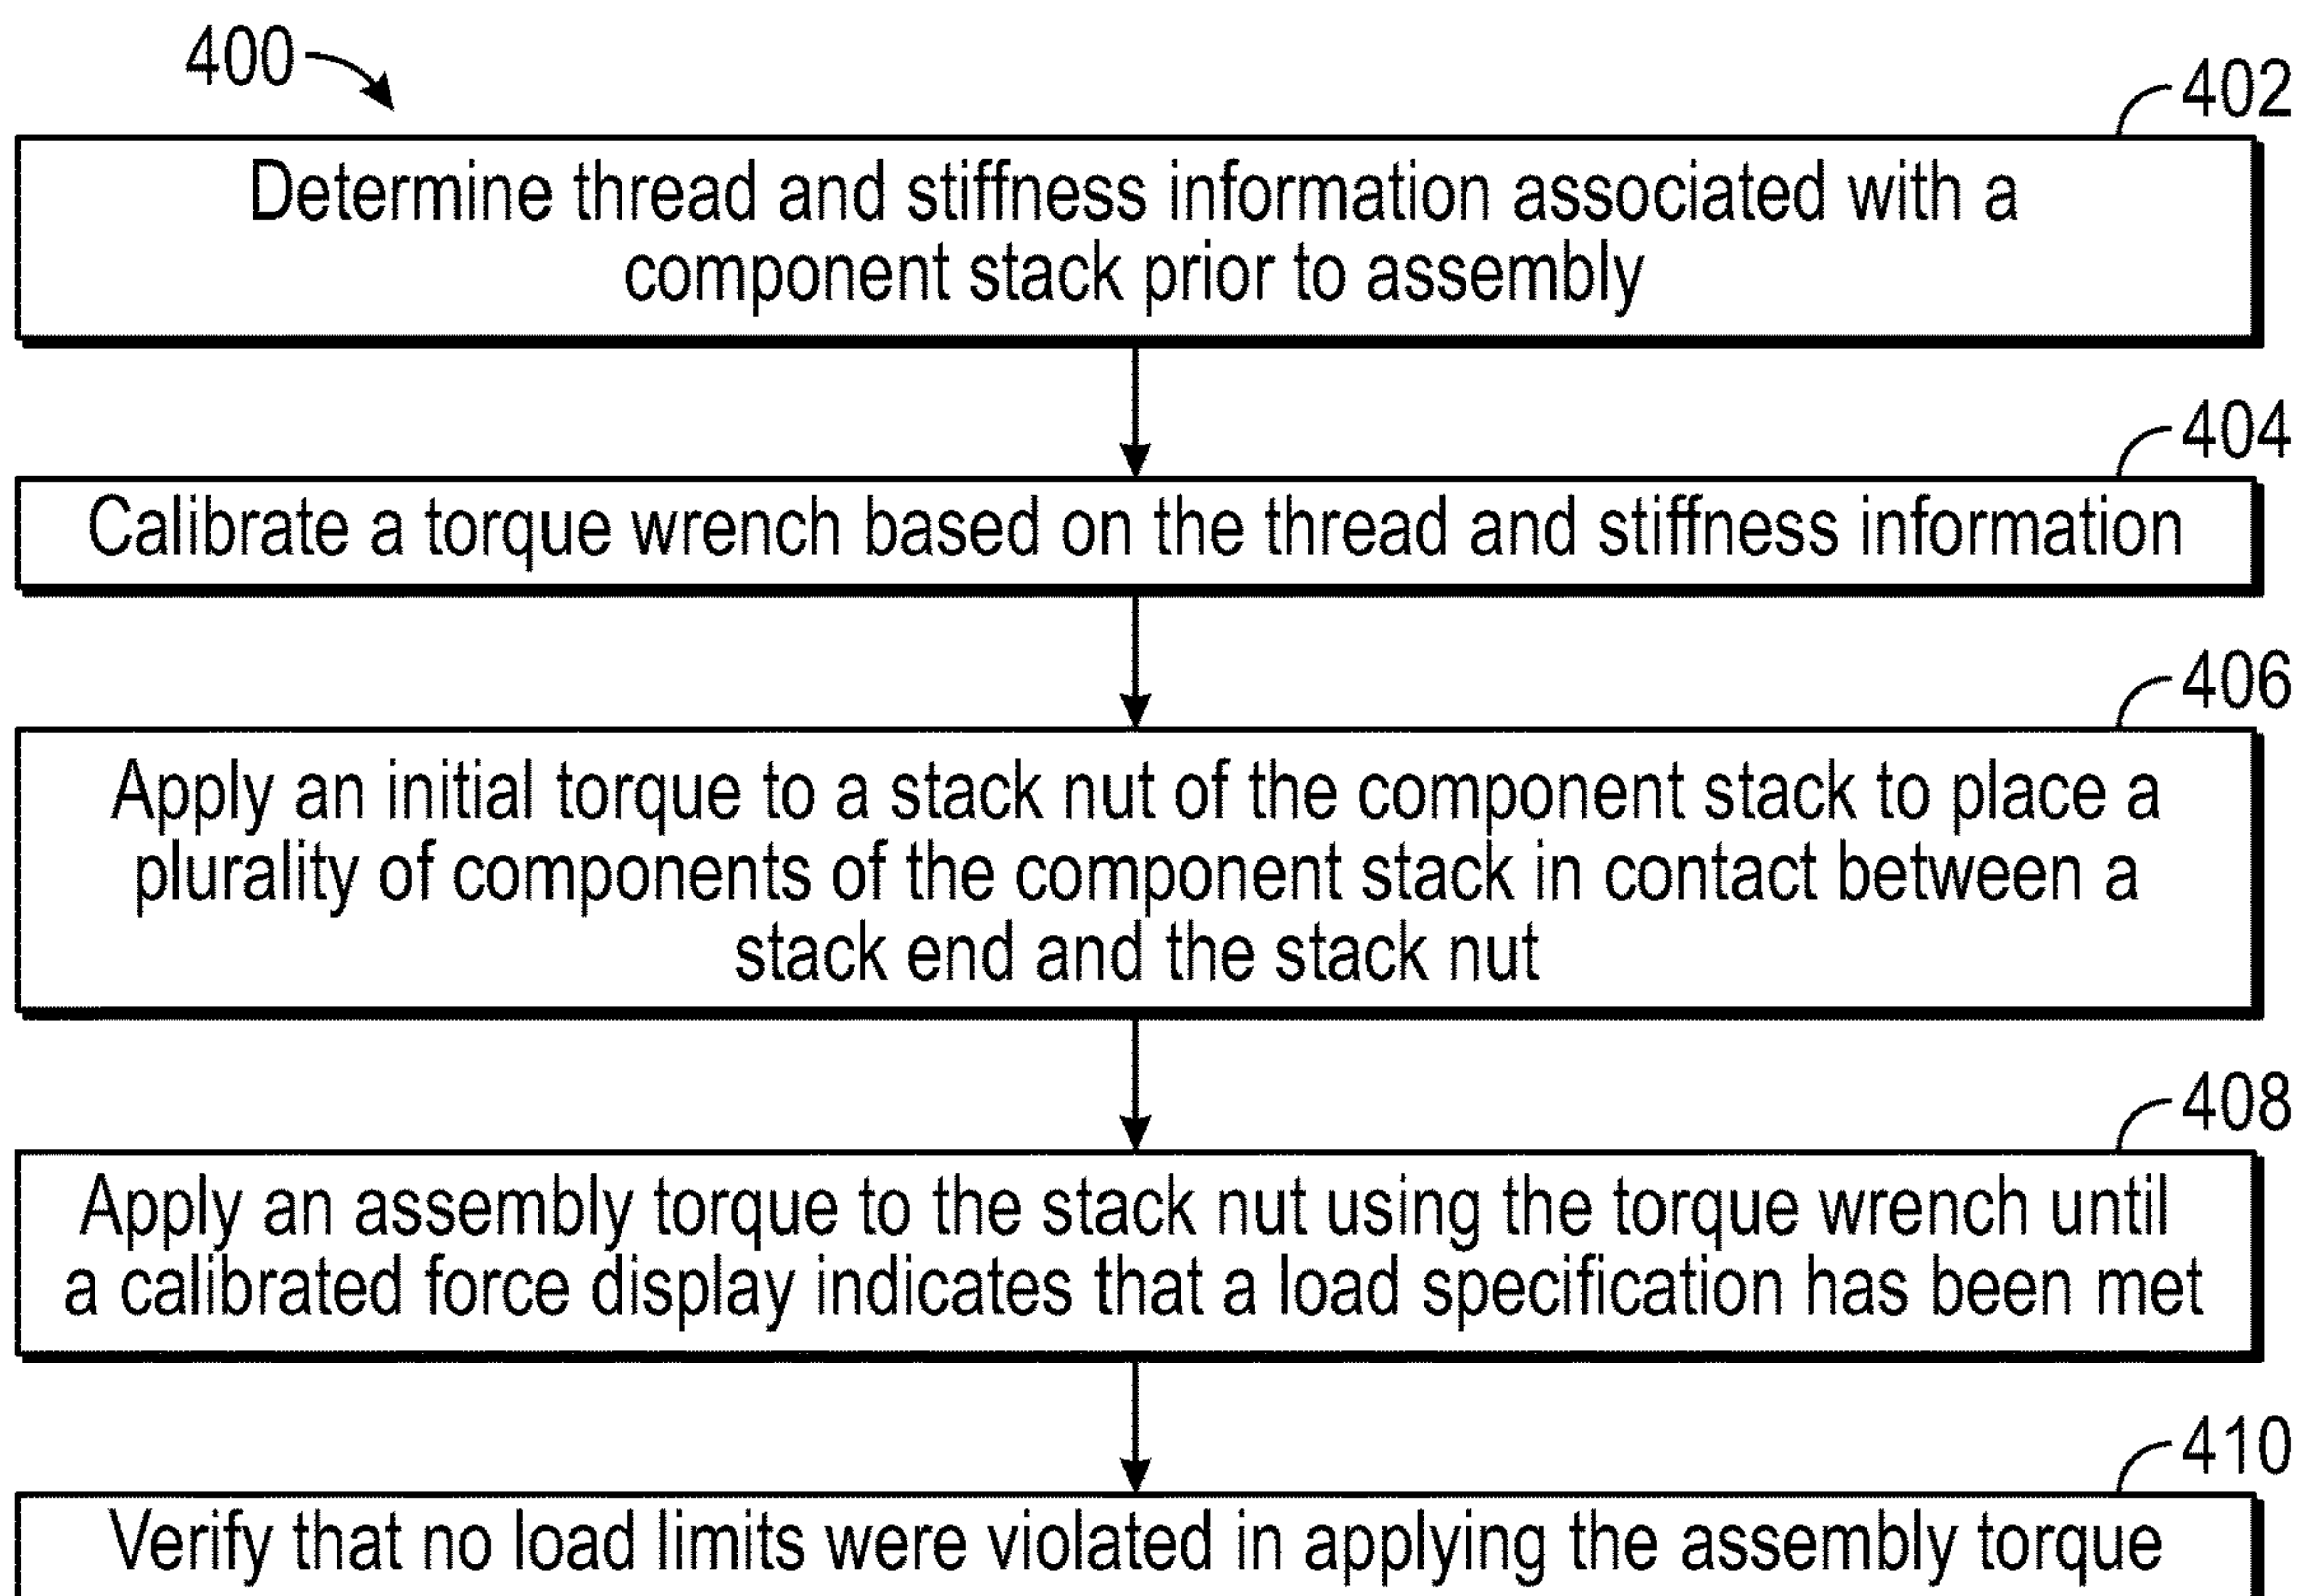 400
402
Determine thread and stiffness information associated with a
component stack prior to assembly
404
Calibrate a torque wrench based on the thread and stiffness information
406
Apply an initial torque to a stack nut of the component stack to place a
plurality of components of the component stack in contact between a
stack end and the stack nut
408
Apply an assembly torque to the stack nut using the torque wrench until
a calibrated force display indicates that a load specification has been met
410
Verify that no load limits were violated in applying the assembly torque